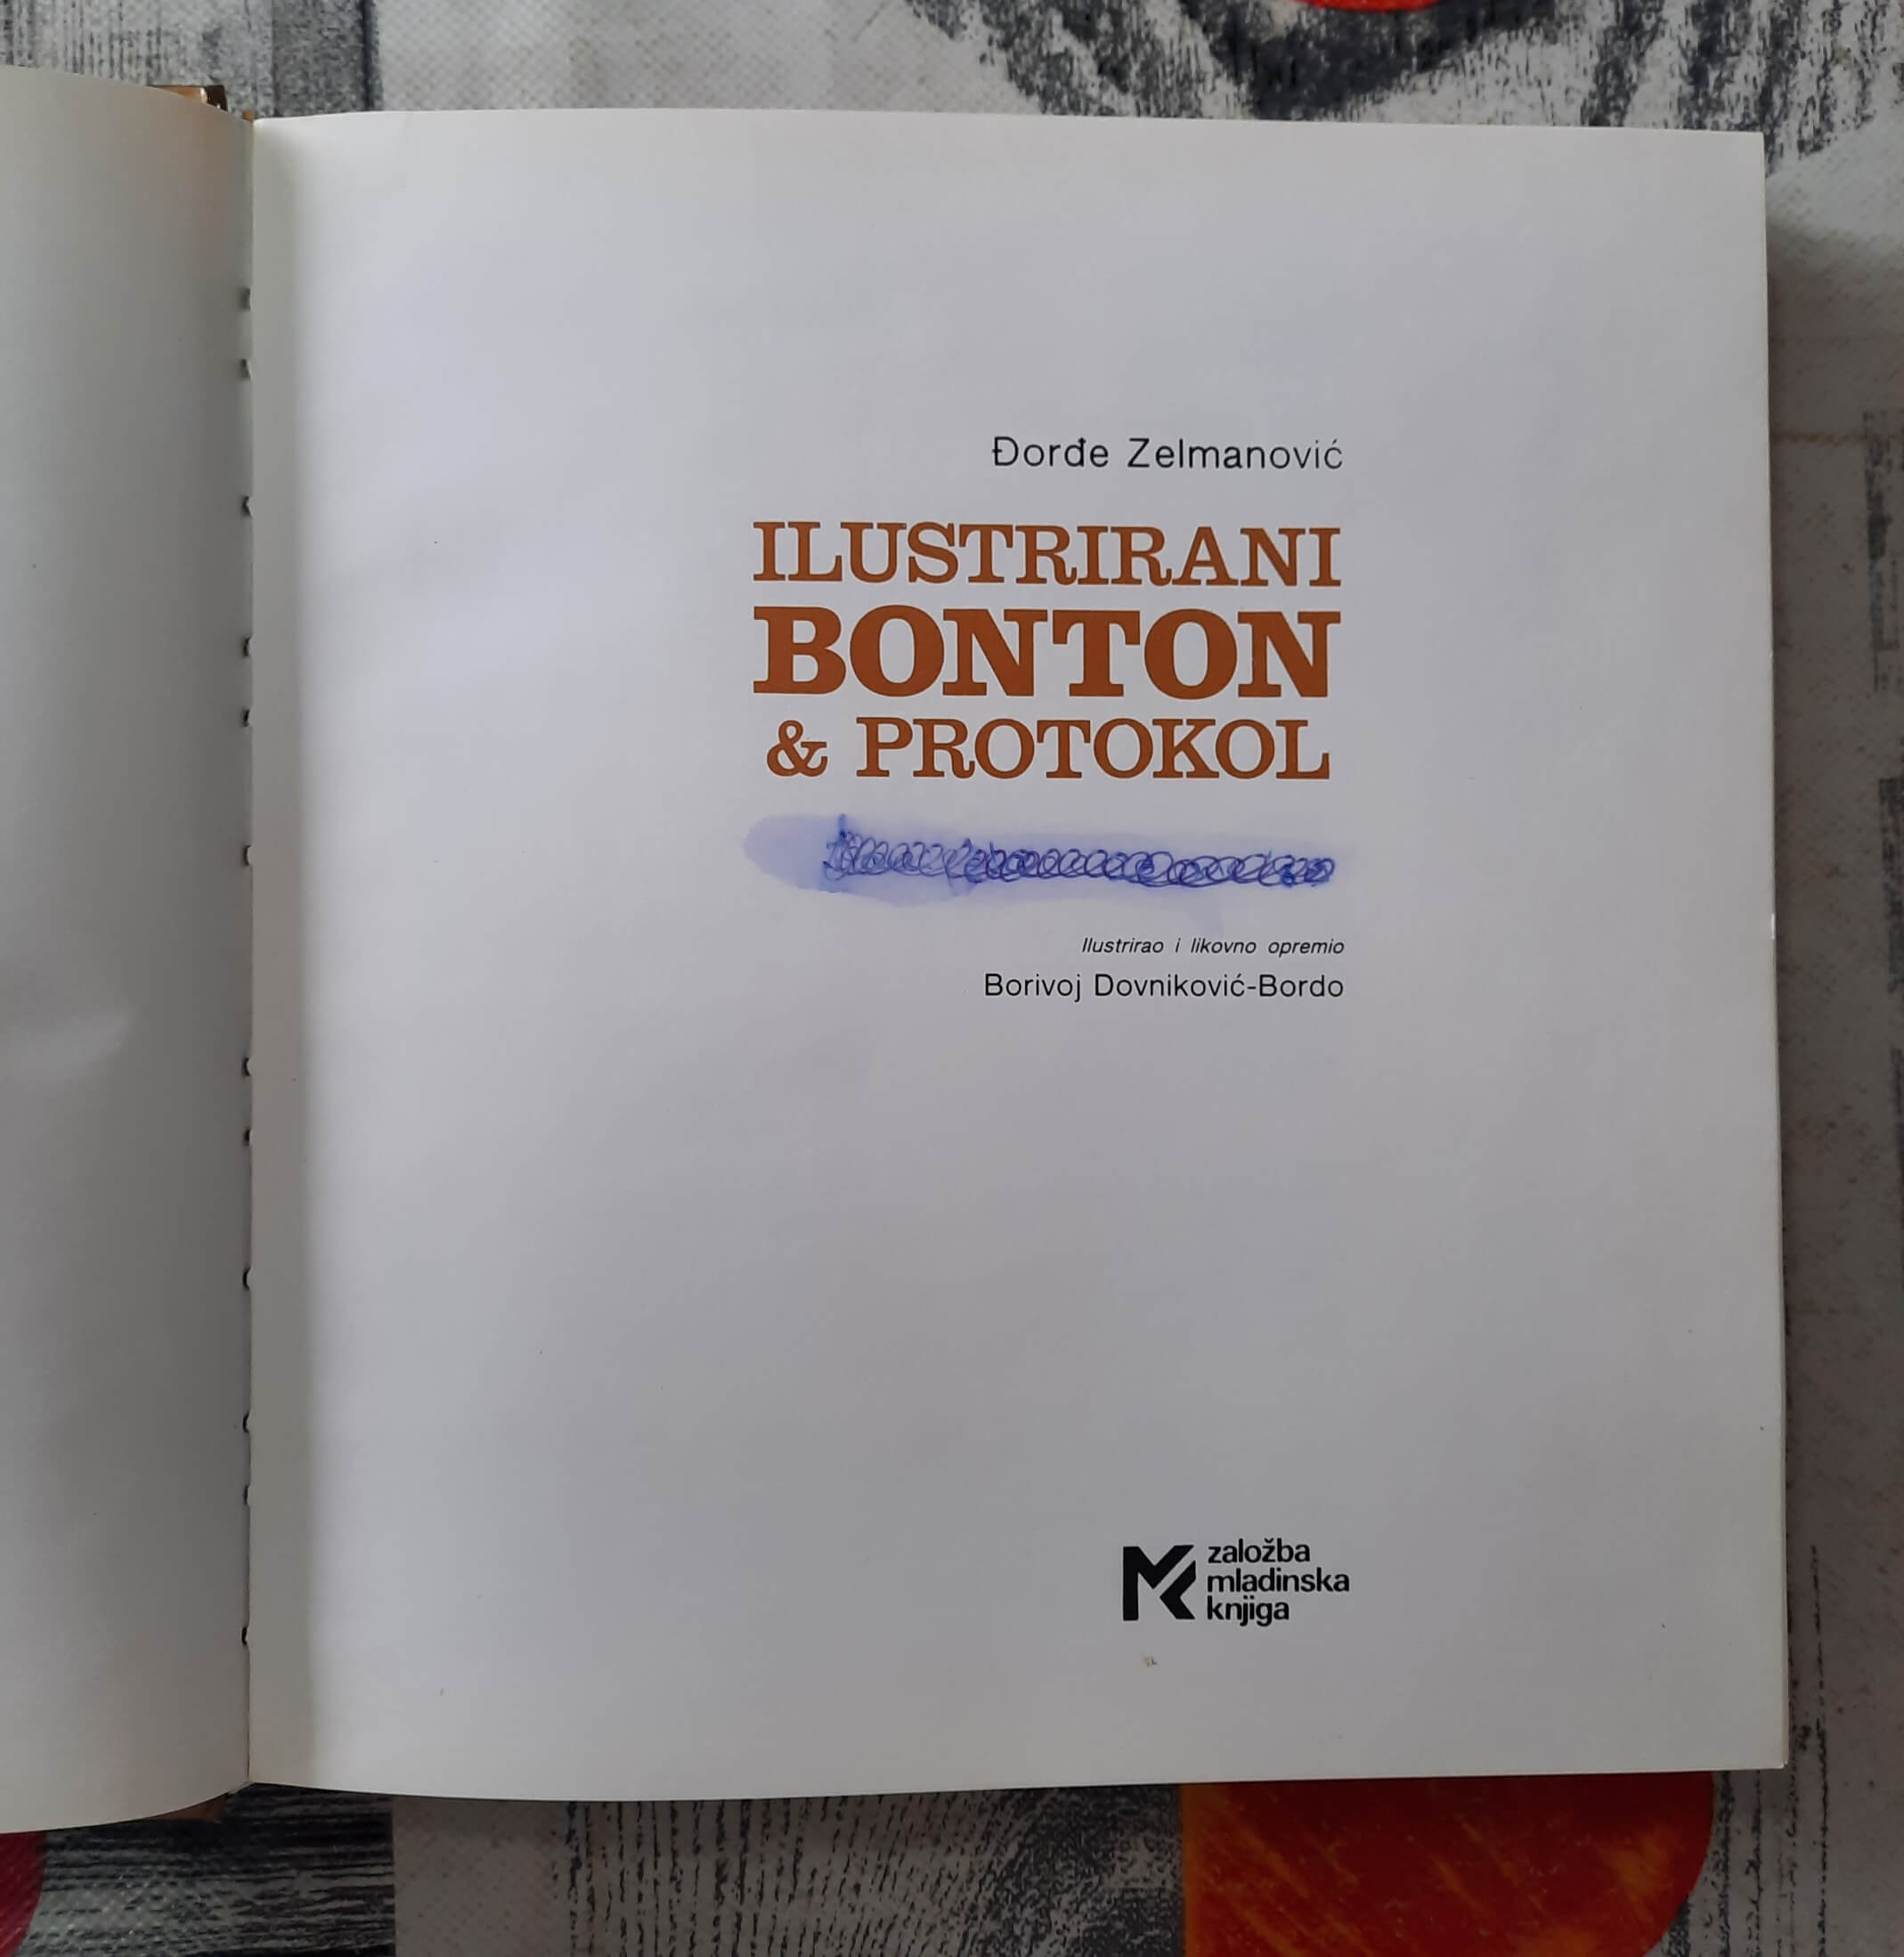 Đorđe Zelmanović
ILUSTRIRANI
BONTON
& PROTOKOL
Ilustrirao i likovno opremio
Borivoj Dovniković-Bordo
založba
mladinska
knjiga